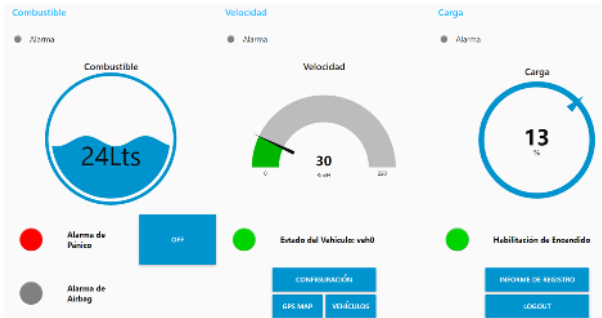 Combustible
Velocidad
Carga
Alarma
Alarma
Alarma
Combustible
Velocidad
Carga
24Lts
30
0
220
13
%
Alarma de
Pánico
OFF
Estado del Vehículo: veh0
Habilitación de Encendido
Alarma de
Airbag
CONFIGURACIÓN
GPS MAP
VEHÍCULOS
INFORME DE REGISTRO
LOGOUT